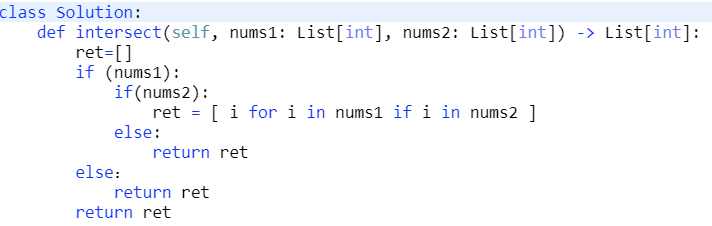 class Solution:
    def intersect(self, nums1: List[int], nums2: List[int]) -> List[int]:
        ret=[]
        if (nums1):
            if(nums2):
                ret = [ i for i in nums1 if i in nums2 ]
            else:
                return ret
        else:
            return ret
        return ret